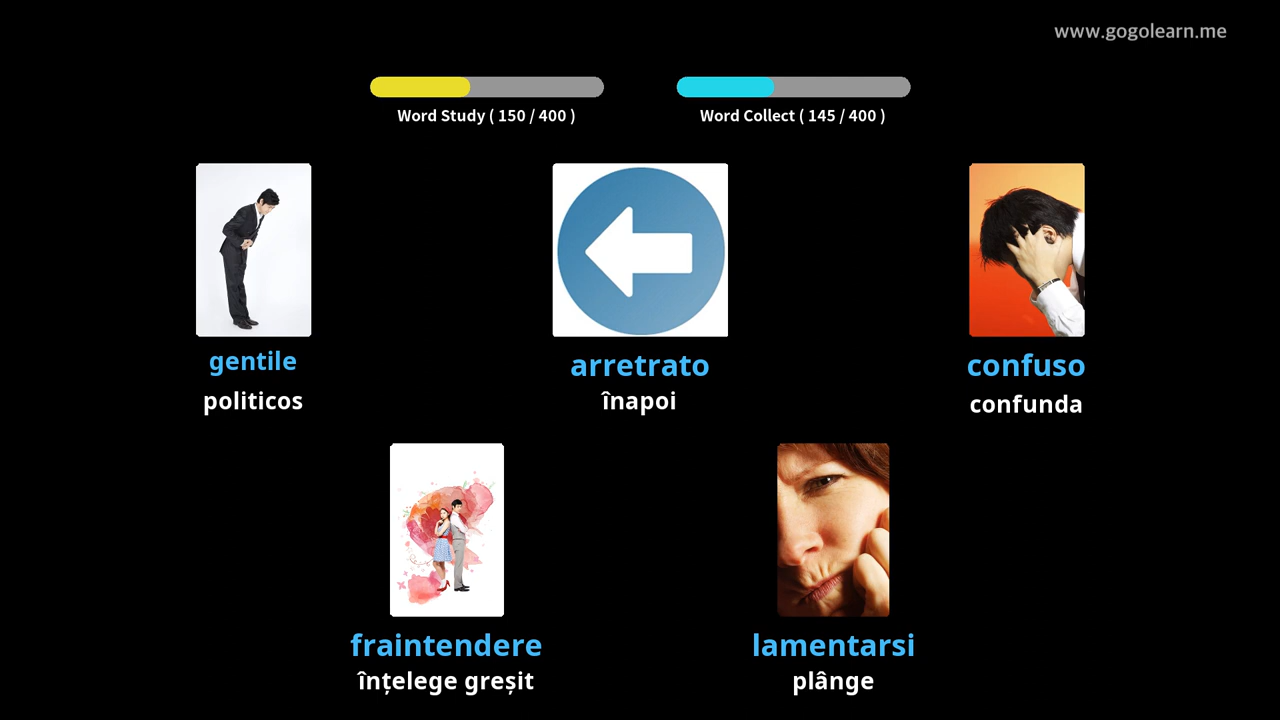 www.gogolearn.me
Word Study ( 150 / 400 )
Word Collect ( 145 / 400 )
gentile
politicos
arretrato
înapoi
confuso
confunda
fraintendere
înțelege greșit
lamentarsi
plânge